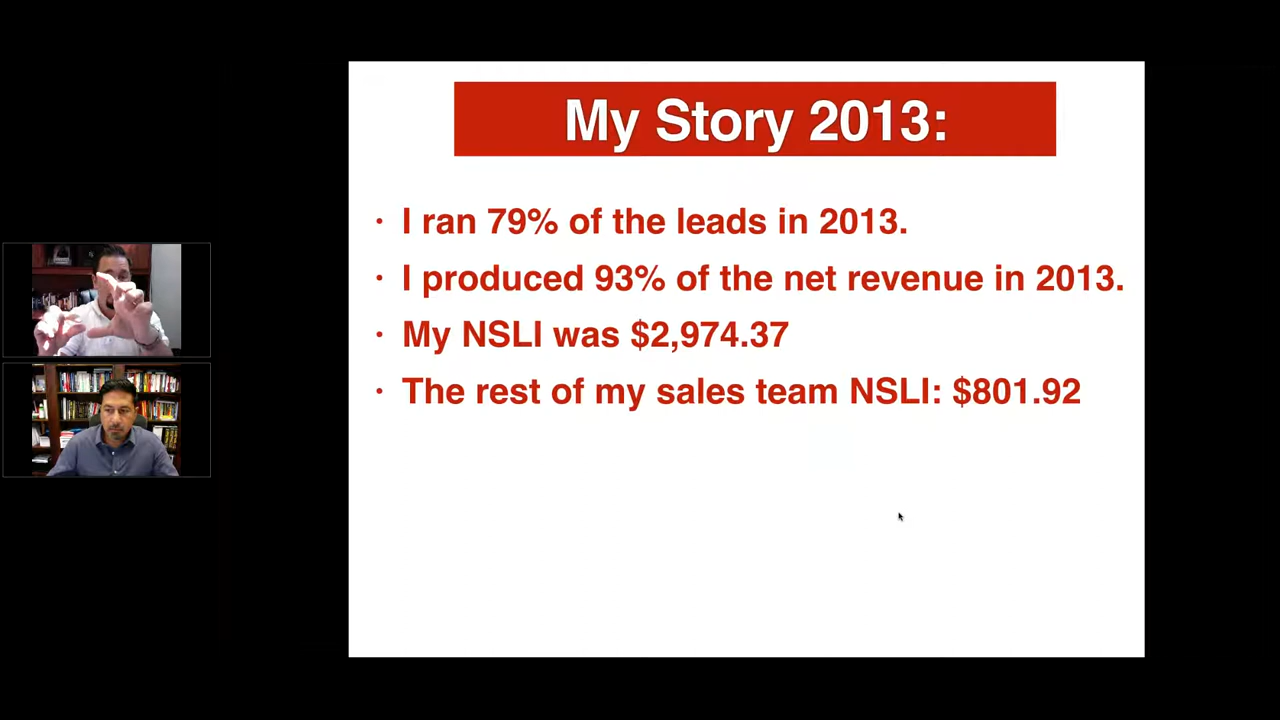 My Story 2013:
· I ran 79% of the leads in 2013.
· I produced 93% of the net revenue in 2013.
· My NSLI was $2,974.37
· The rest of my sales team NSLI: $801.92